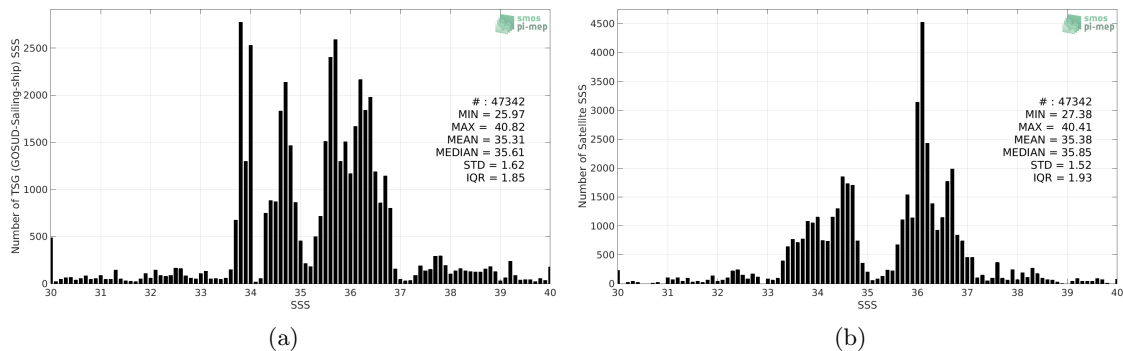 smos
pi-mep
Number of TSG (GOSUD-Sailing-ship) SSS
2500
2000
1500
1000
500
0
# : 47342
MIN = 25.97
MAX = 40.82
MEAN = 35.31
MEDIAN = 35.61
STD = 1.62
IQR = 1.85
30 31 32 33 34 35 36 37 38 39 40
SSS
(a)
smos
pi-mep
Number of Satellite SSS
4500
4000
3500
3000
2500
2000
1500
1000
500
0
# : 47342
MIN = 27.38
MAX = 40.41
MEAN = 35.38
MEDIAN = 35.85
STD = 1.52
IQR = 1.93
30 31 32 33 34 35 36 37 38 39 40
SSS
(b)